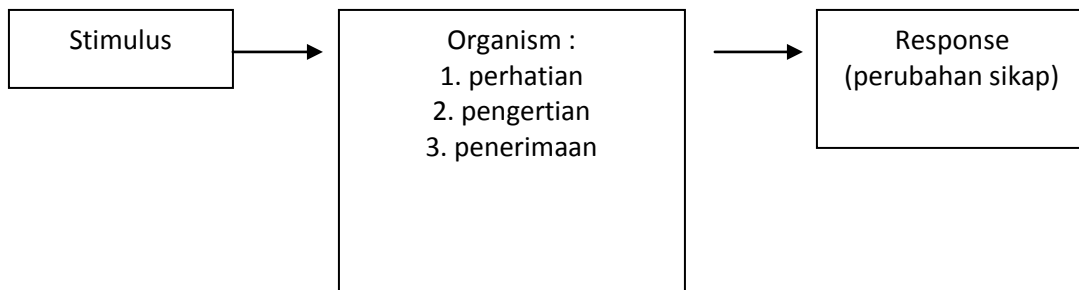 Stimulus
Organism :
1. perhatian
2. pengertian
3. penerimaan
Response
(perubahan sikap)